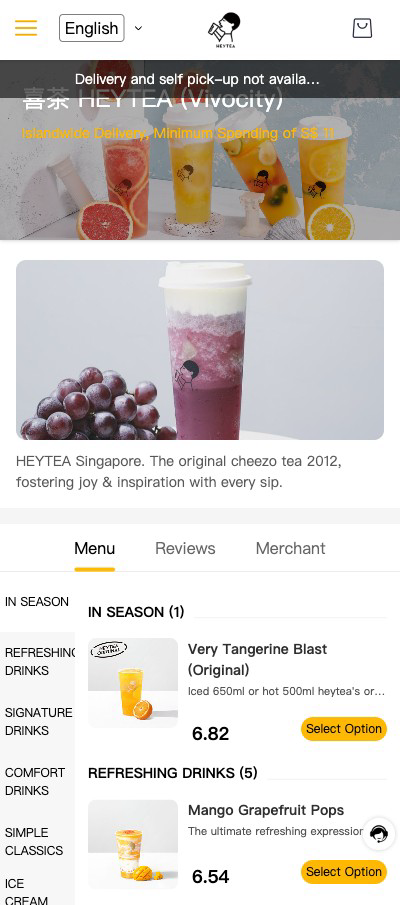 English
HEYTEA
Delivery and self pick-up not availa...
喜茶 HEYTEA (Vivocity)
Islandwide Delivery, Minimum Spending of S$ 11
HEYTEA Singapore. The original cheezo tea 2012,
fostering joy & inspiration with every sip.
Menu
Reviews
Merchant
IN SEASON
REFRESHING
DRINKS
SIGNATURE
DRINKS
COMFORT
DRINKS
SIMPLE
CLASSICS
ICE
CREAM
IN SEASON (1)
Very Tangerine Blast
(Original)
Iced 650ml or hot 500ml heytea's or...
6.82
Select Option
REFRESHING DRINKS (5)
Mango Grapefruit Pops
The ultimate refreshing expression
6.54
Select Option